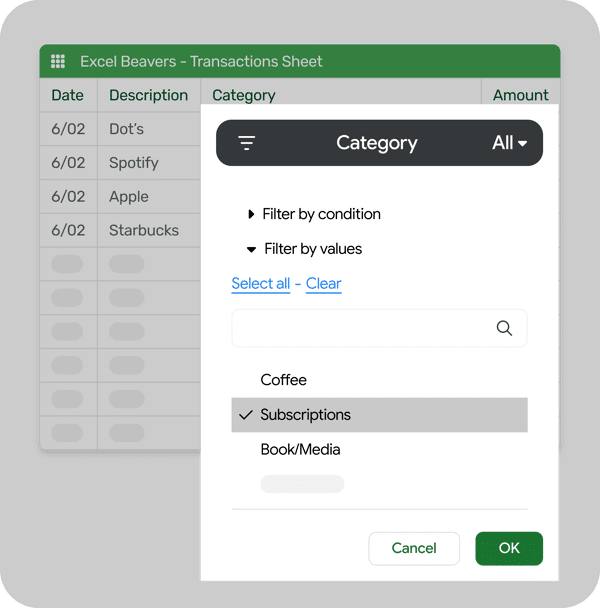 Excel Beavers - Transactions Sheet
Date Description Category Amount
6/02 Dot's
6/02 Spotify
6/02 Apple
6/02 Starbucks
Category All
Filter by condition
Filter by values
Select all - Clear
Coffee
Subscriptions
Book/Media
Cancel OK